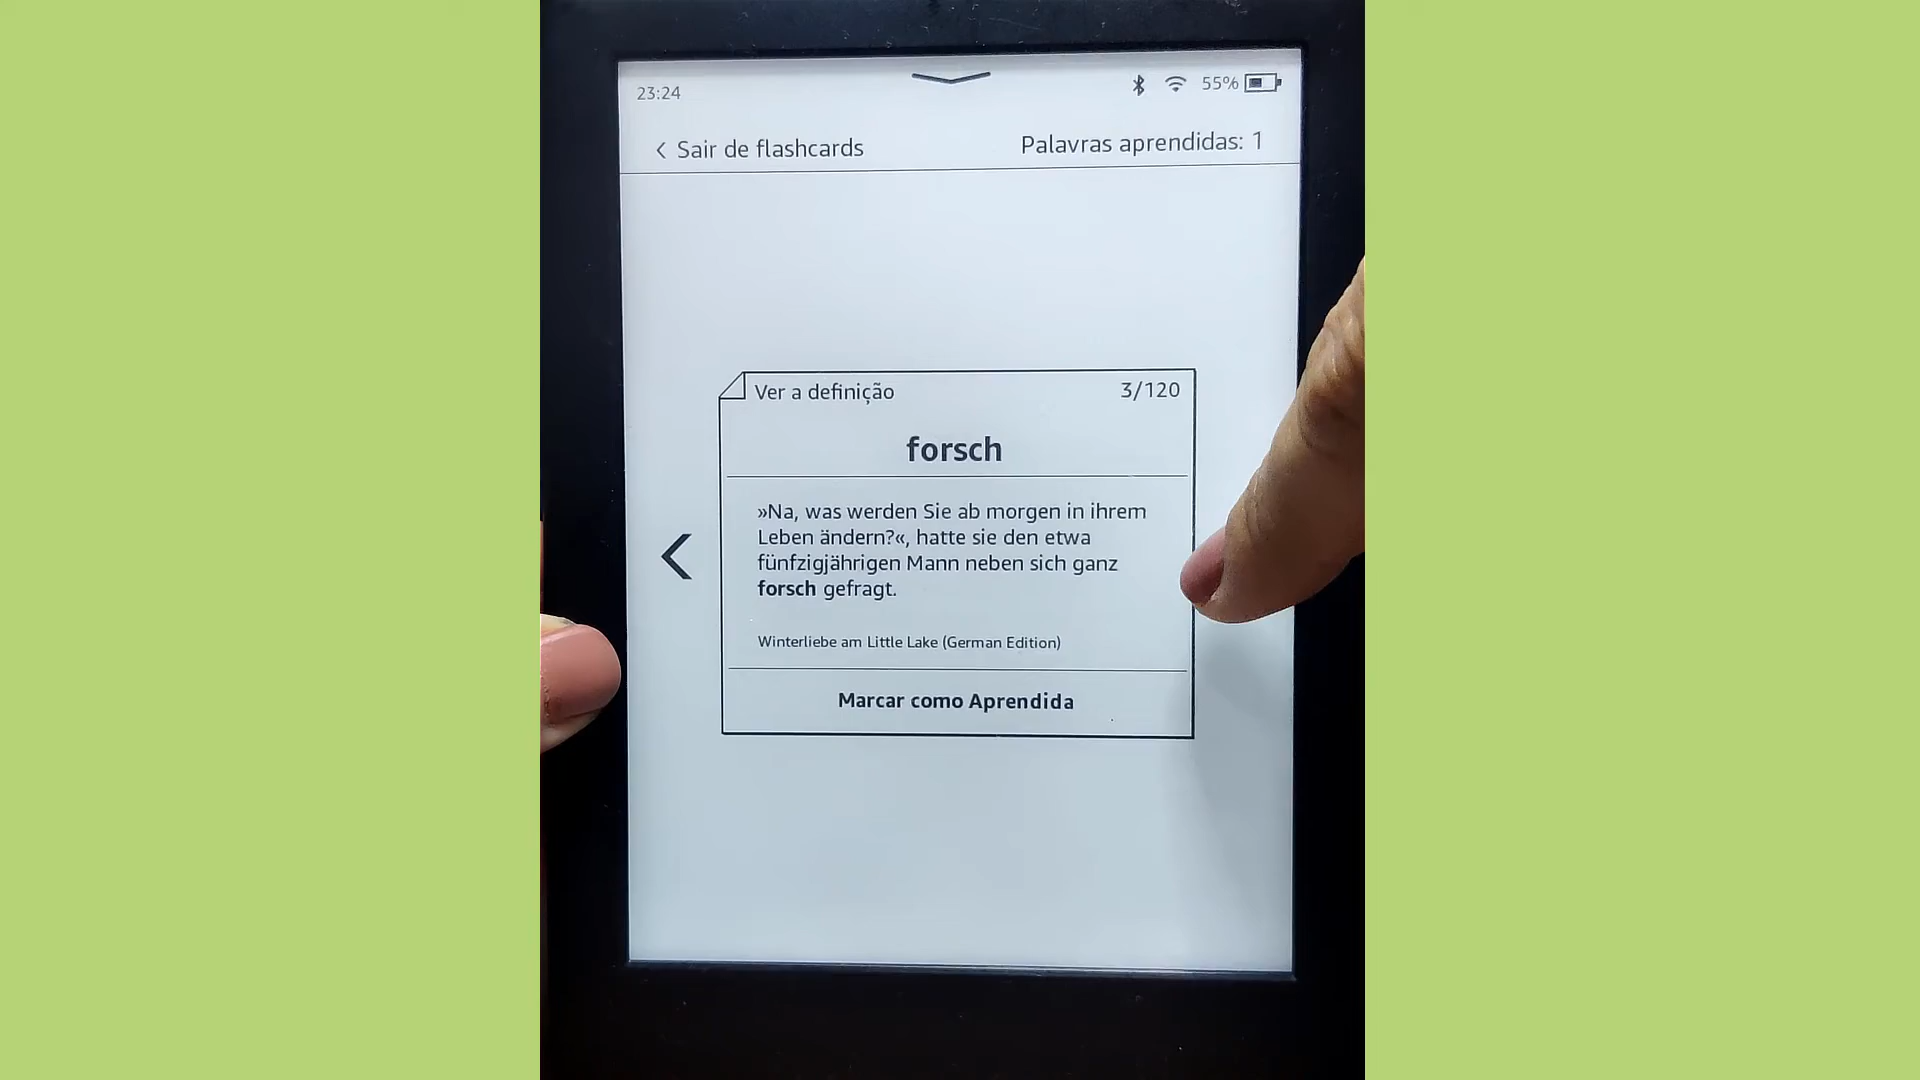 23:24
55%
< Sair de flashcards
Palavras aprendidas: 1
Ver a definição
3/120
forsch
»Na, was werden Sie ab morgen in ihrem
Leben ändern?«, hatte sie den etwa
fünfzigjährigen Mann neben sich ganz
forsch gefragt.
Winterliebe am Little Lake (German Edition)
Marcar como Aprendida